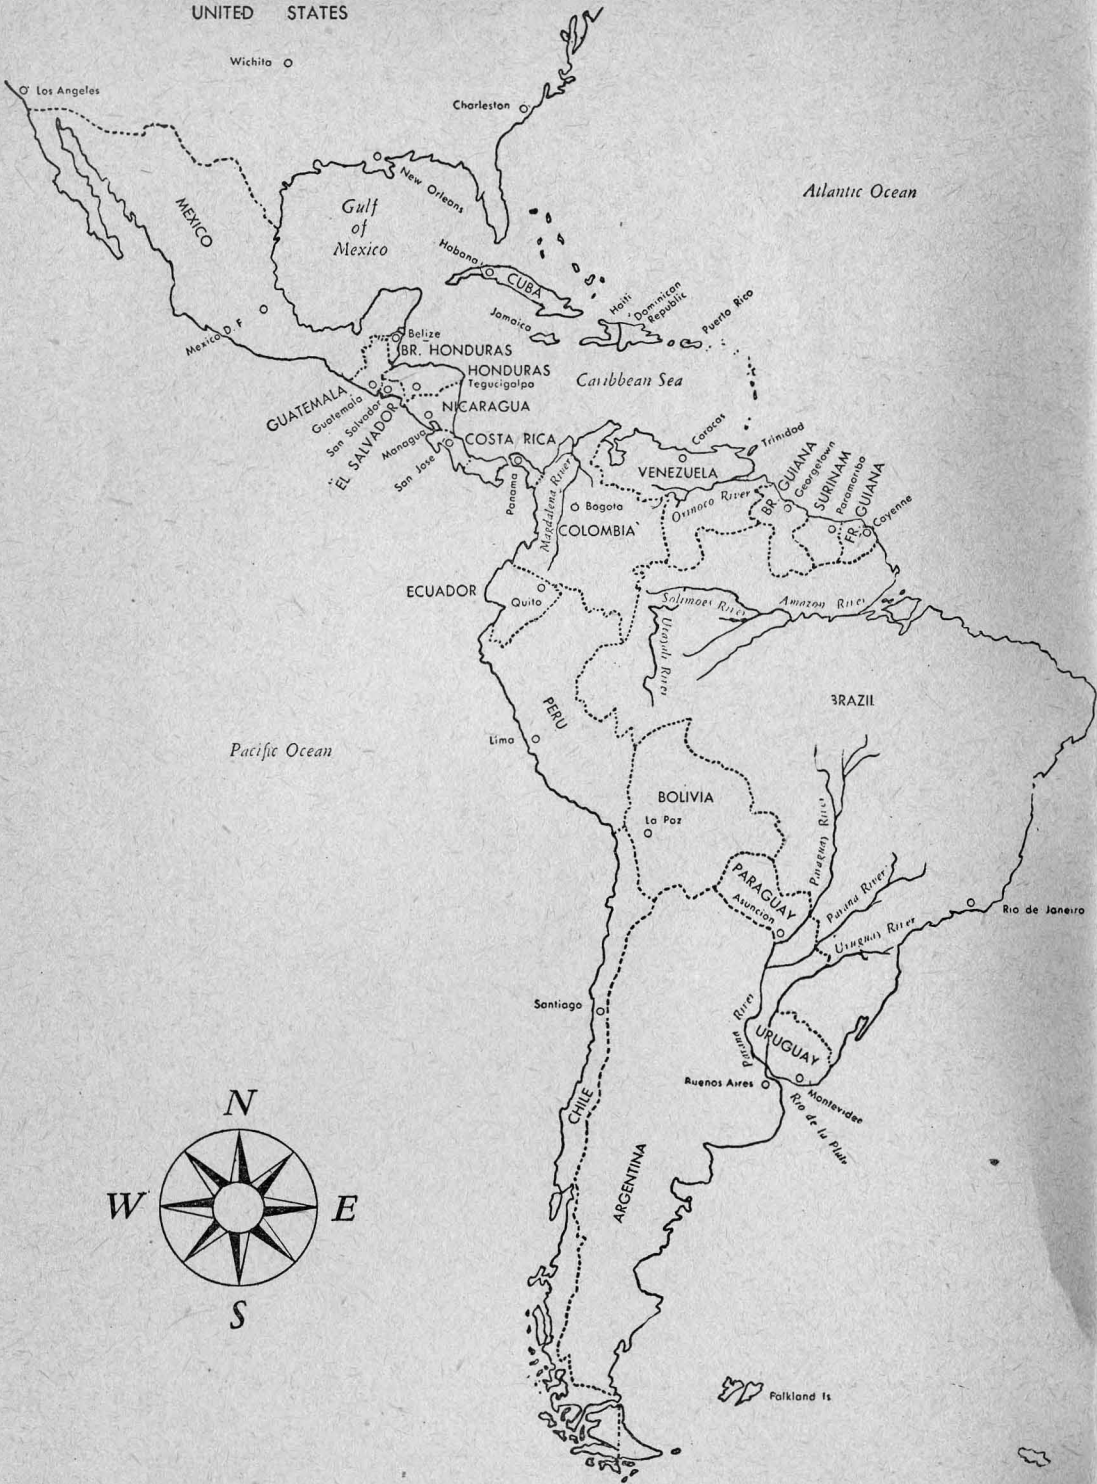 UNITED STATES
Wichita
Los Angeles
Charleston
New Orleans
Atlantic Ocean
MEXICO
Gulf
of
Mexico
Habana
CUBA
Haiti
Dominican
Republic
Puerto Rico
Jamaica
Mexico D. F
Belize
BR. HONDURAS
HONDURAS
Tegucigalpa
Caribbean Sea
GUATEMALA
Guatemala
San Salvador
EL SALVADOR
NICARAGUA
Managua
COSTA RICA
San Jose
Panama
Caracas
Trinidad
VENEZUELA
Magdalena River
Orinoco River
BR. GUIANA
Georgetown
SURINAM
Paramaribo
FR. GUIANA
Cayenne
Bogota
COLOMBIA
ECUADOR
Quito
Solimoes River
Amazon River
Ucayali River
BRAZIL
PERU
Lima
Pacific Ocean
BOLIVIA
La Paz
Paraguay River
PARAGUAY
Asuncion
Parana River
Uruguay River
Rio de Janeiro
Santiago
Parana River
URUGUAY
Buenos Aires
Montevideo
Rio de la Plate
CHILE
ARGENTINA
N
W E
S
Falkland Is